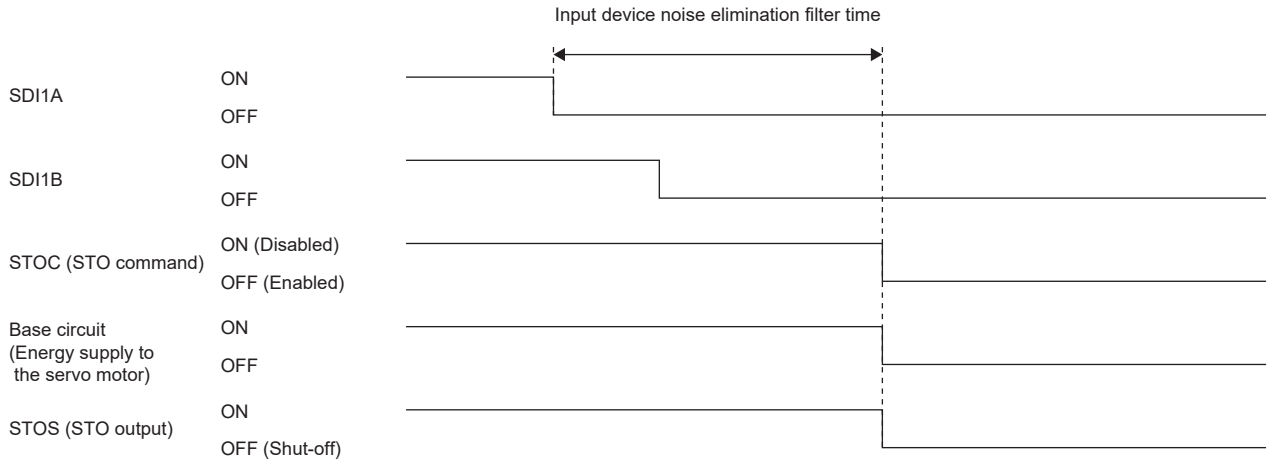 Input device noise elimination filter time
SDI1A
ON
OFF
SDI1B
ON
OFF
STOC (STO command)
ON (Disabled)
OFF (Enabled)
Base circuit
(Energy supply to
the servo motor)
ON
OFF
STOS (STO output)
ON
OFF (Shut-off)